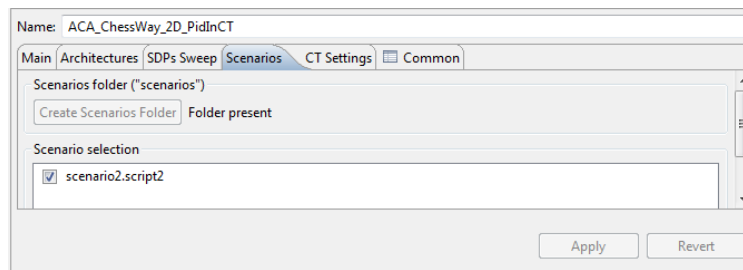 Name: ACA_ChessWay_2D_PidInCT
Main Architectures SDPs Sweep Scenarios CT Settings Common
Scenarios folder ("scenarios")
Create Scenarios Folder Folder present
Scenario selection
scenario2.script2
Apply Revert